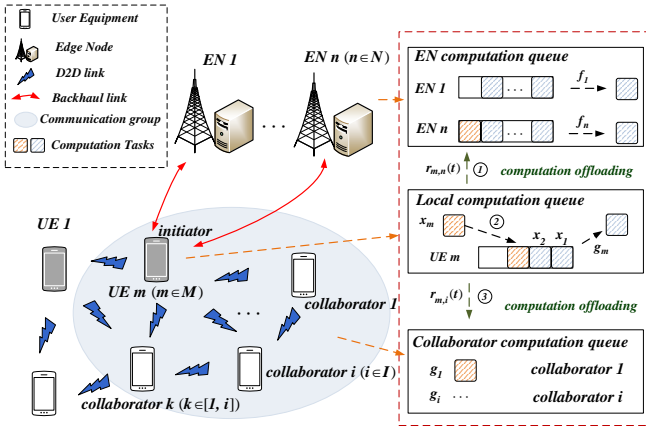 User Equipment
Edge Node
D2D link
Backhaul link
Communication group
Computation Tasks
EN 1
EN n (n∈N)
. . .
UE 1
initiator
UE m (m∈M)
collaborator 1
. . .
collaborator i (i∈I)
collaborator k (k∈[1, i])
EN computation queue
EN 1 . . . f1
EN n . . . fn
rm,n(t) ① computation offloading
Local computation queue
xm ② x2 x1
UE m gm
rm,i(t) ③
computation offloading
Collaborator computation queue
g1 collaborator 1
gi . . . collaborator i